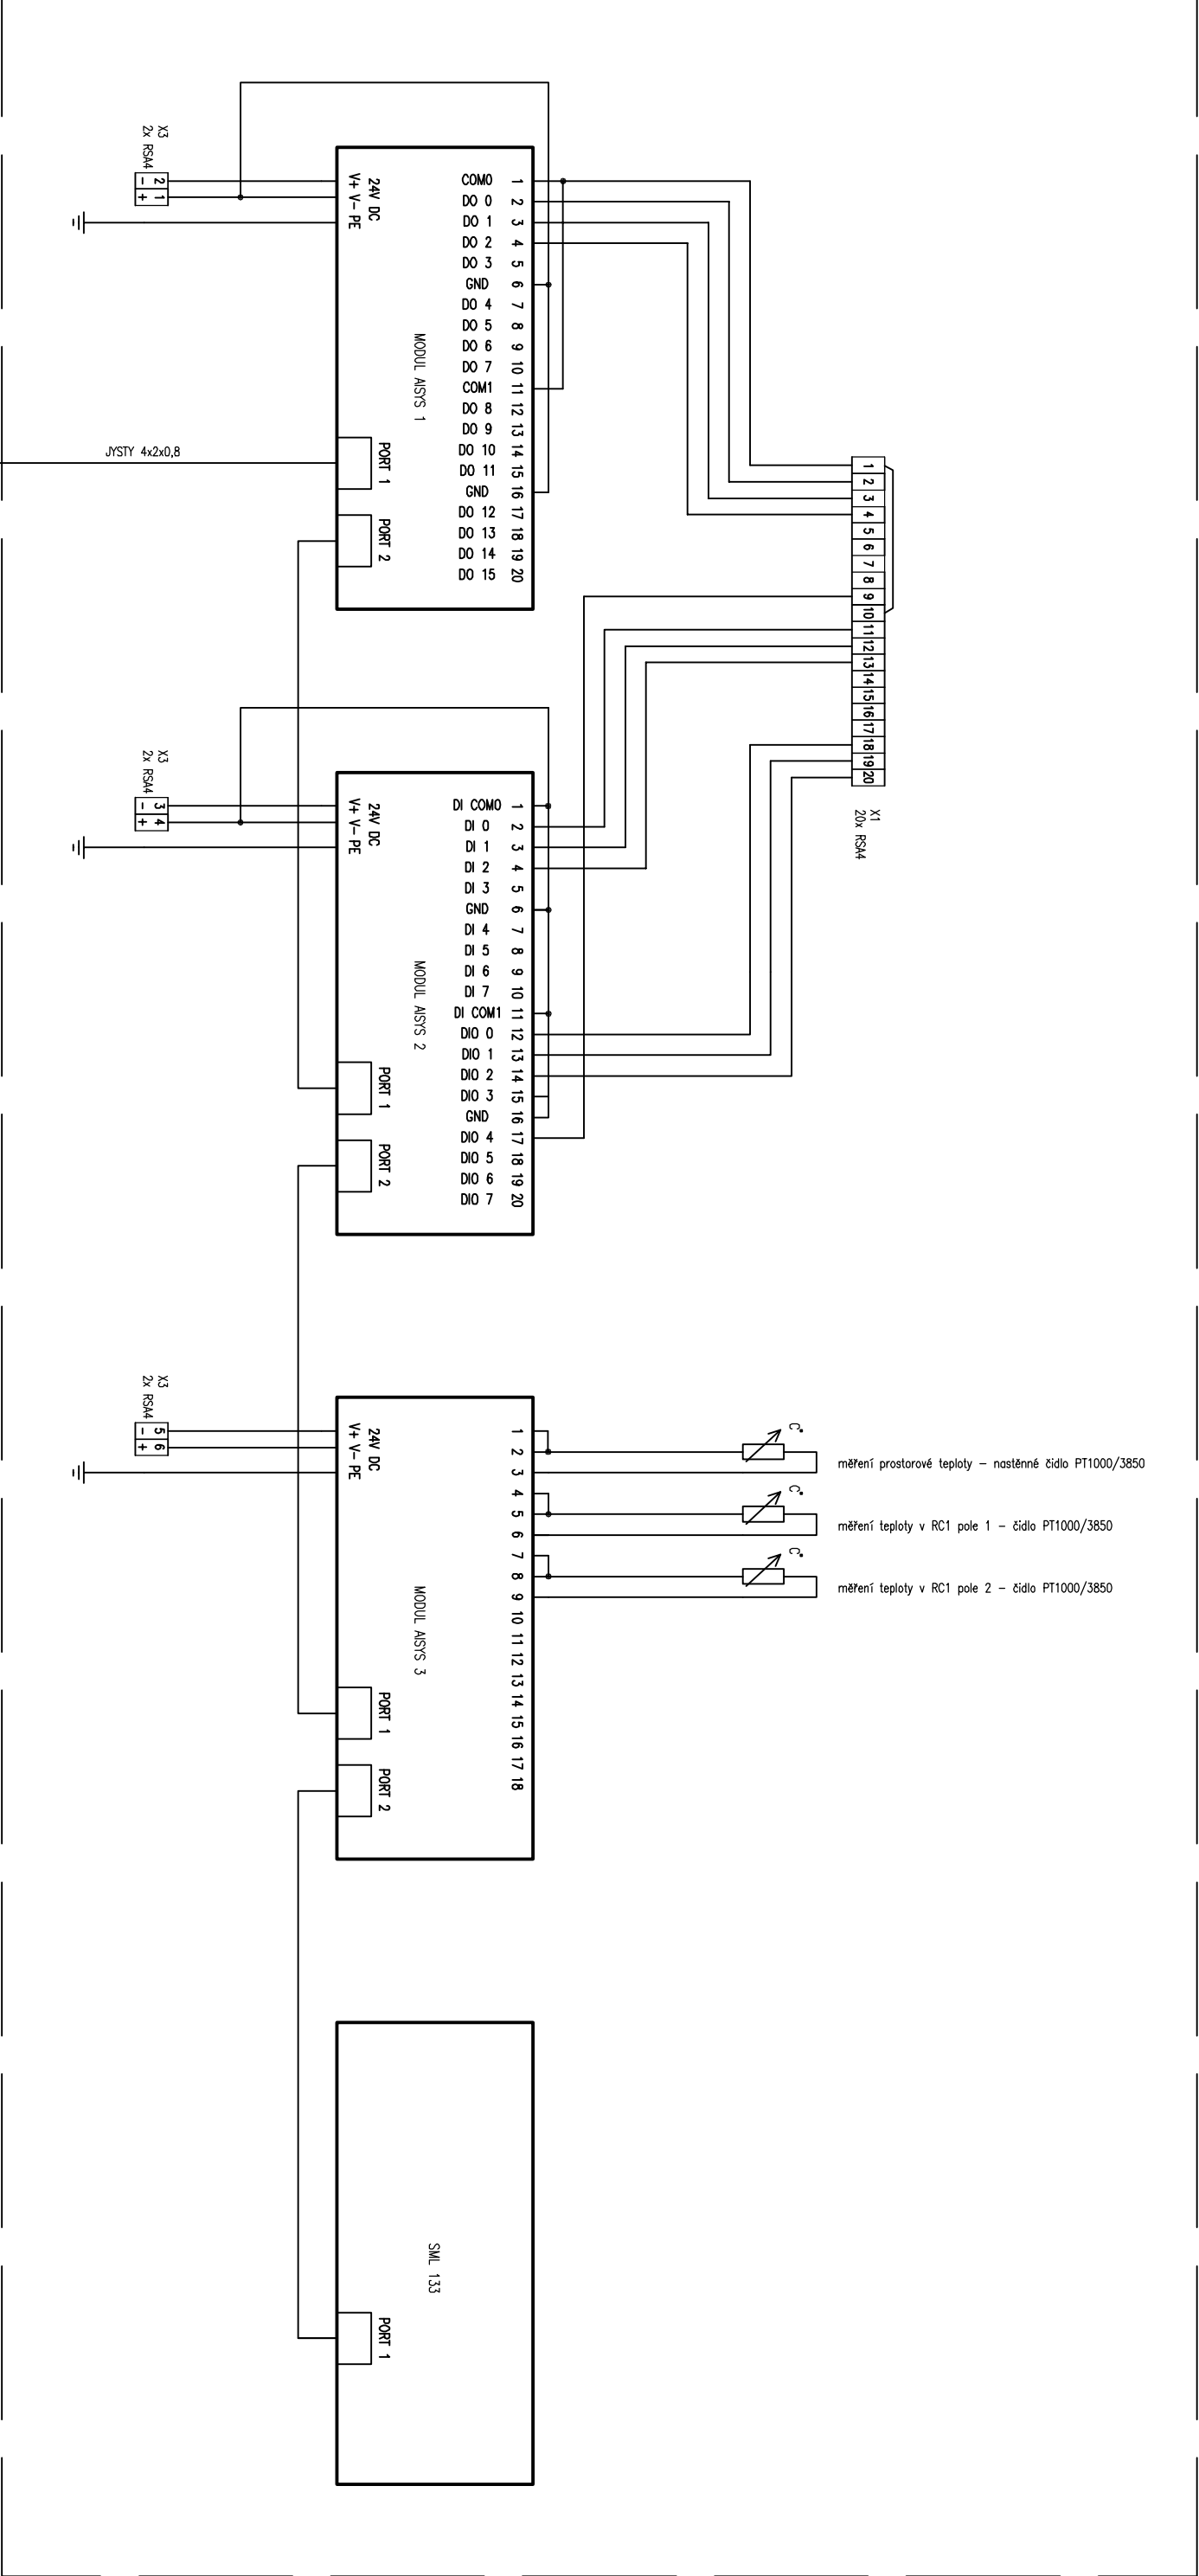 X3
2x RSA4
2 1
- +
24V DC
V+ V- PE
COM0 1
DO 0 2
DO 1 3
DO 2 4
DO 3 5
GND 6
DO 4 7
DO 5 8
DO 6 9
DO 7 10
COM1 11
DO 8 12
DO 9 13
DO 10 14
DO 11 15
GND 16
DO 12 17
DO 13 18
DO 14 19
DO 15 20
MODUL AISYS 1
JYSTY 4x2x0,8
PORT 1
PORT 2
1
2
3
4
5
6
7
8
9
10
11
12
13
14
15
16
17
18
19
20
X1
20x RSA4
X3
2x RSA4
3 4
- +
24V DC
V+ V- PE
DI COM0 1
DI 0 2
DI 1 3
DI 2 4
DI 3 5
GND 6
DI 4 7
DI 5 8
DI 6 9
DI 7 10
DI COM1 11
DIO 0 12
DIO 1 13
DIO 2 14
DIO 3 15
GND 16
DIO 4 17
DIO 5 18
DIO 6 19
DIO 7 20
MODUL AISYS 2
PORT 1
PORT 2
X3
2x RSA4
5 6
- +
24V DC
V+ V- PE
1
2
3
4
5
6
7
8
9
10
11
12
13
14
15
16
17
18
C°
měření prostorové teploty – nastěnné čidlo PT1000/3850
C°
měření teploty v RC1 pole 1 – čidlo PT1000/3850
C°
měření teploty v RC1 pole 2 – čidlo PT1000/3850
MODUL AISYS 3
PORT 1
PORT 2
SML 133
PORT 1